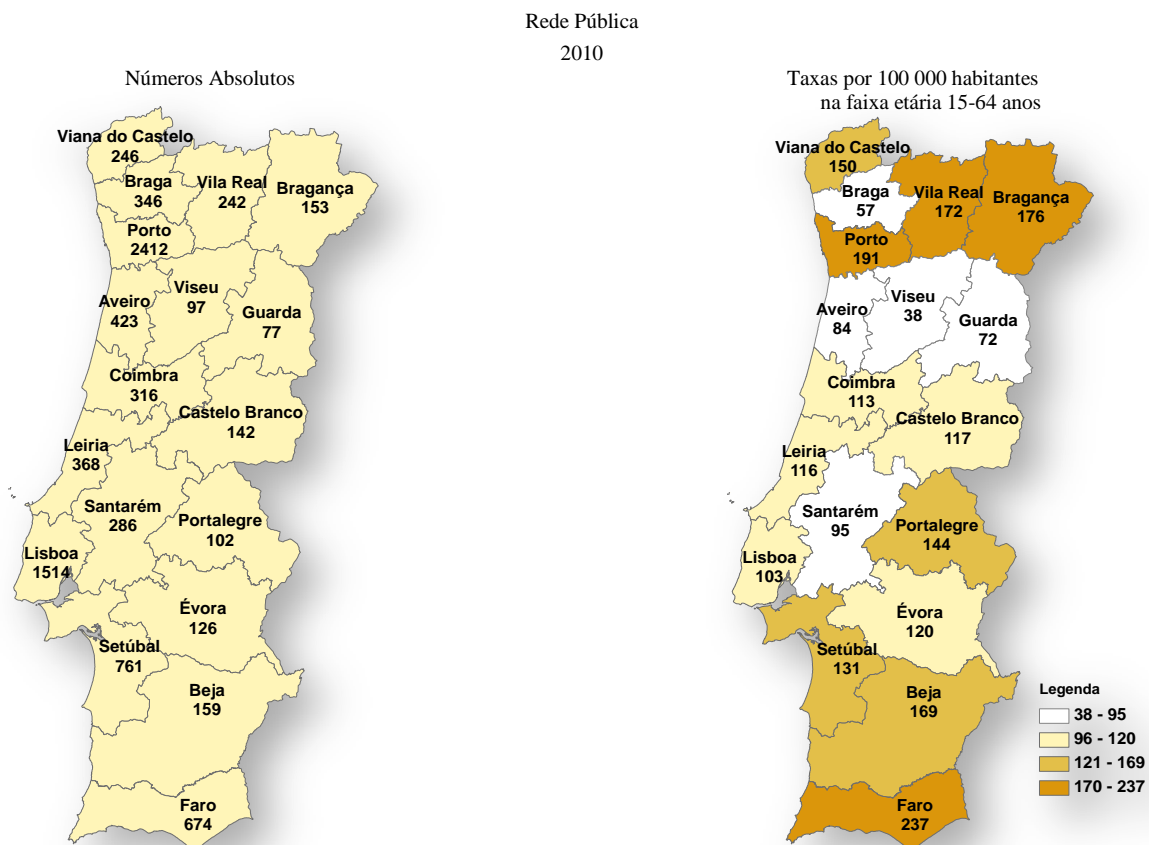 Rede Pública
2010
Números Absolutos
Viana do Castelo
246
Braga
346
Vila Real
242
Bragança
153
Porto
2412
Aveiro
423
Viseu
97
Guarda
77
Coimbra
316
Castelo Branco
142
Leiria
368
Santarém
286
Portalegre
102
Lisboa
1514
Évora
126
Setúbal
761
Beja
159
Faro
674
Taxas por 100 000 habitantes
na faixa etária 15-64 anos
Viana do Castelo
150
Braga
57
Vila Real
172
Bragança
176
Porto
191
Aveiro
84
Viseu
38
Guarda
72
Coimbra
113
Castelo Branco
117
Leiria
116
Santarém
95
Portalegre
144
Lisboa
103
Évora
120
Setúbal
131
Beja
169
Faro
237
Legenda
38 - 95
96 - 120
121 - 169
170 - 237